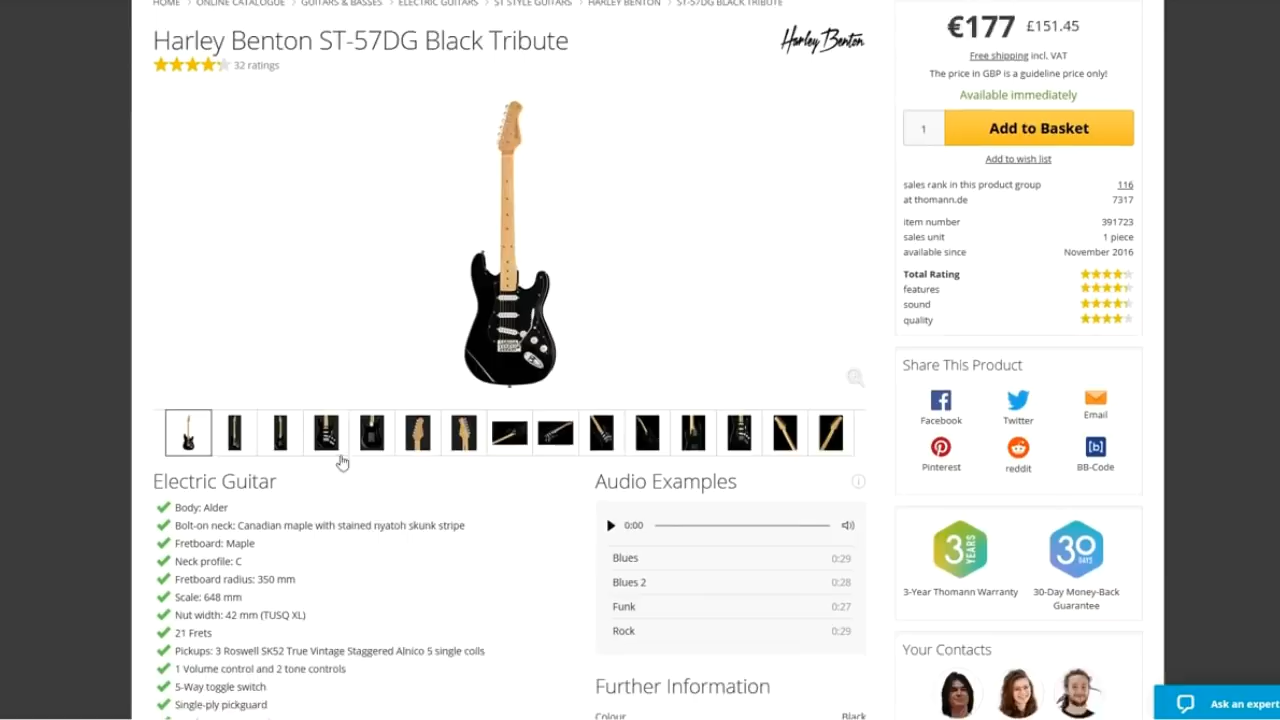 HOME > ONLINE CATALOGUE > GUITARS & BASSES > ELECTRIC GUITARS > ST STYLE GUITARS > HARLEY BENTON > ST-57DG BLACK TRIBUTE
Harley Benton ST-57DG Black Tribute
32 ratings
Harley Benton
€177 £151.45
Free shipping incl. VAT
The price in GBP is a guideline price only!
Available immediately
1
Add to Basket
Add to wish list
sales rank in this product group 116
at thomann.de 7317
item number 391723
sales unit 1 piece
available since November 2016
Total Rating
features
sound
quality
Share This Product
Facebook
Twitter
Email
Pinterest
reddit
[b]
BB-Code
3 YEARS
30 DAYS
3-Year Thomann Warranty
30-Day Money-Back
Guarantee
Your Contacts
Ask an expert
Electric Guitar
Body: Alder
Bolt-on neck: Canadian maple with stained nyatoh skunk stripe
Fretboard: Maple
Neck profile: C
Fretboard radius: 350 mm
Scale: 648 mm
Nut width: 42 mm (TUSQ XL)
21 Frets
Pickups: 3 Roswell SK52 True Vintage Staggered Alnico 5 single coils
1 Volume control and 2 tone controls
5-Way toggle switch
Single-ply pickguard
Audio Examples
0:00
Blues 0:29
Blues 2 0:28
Funk 0:27
Rock 0:29
Further Information
Colour Black